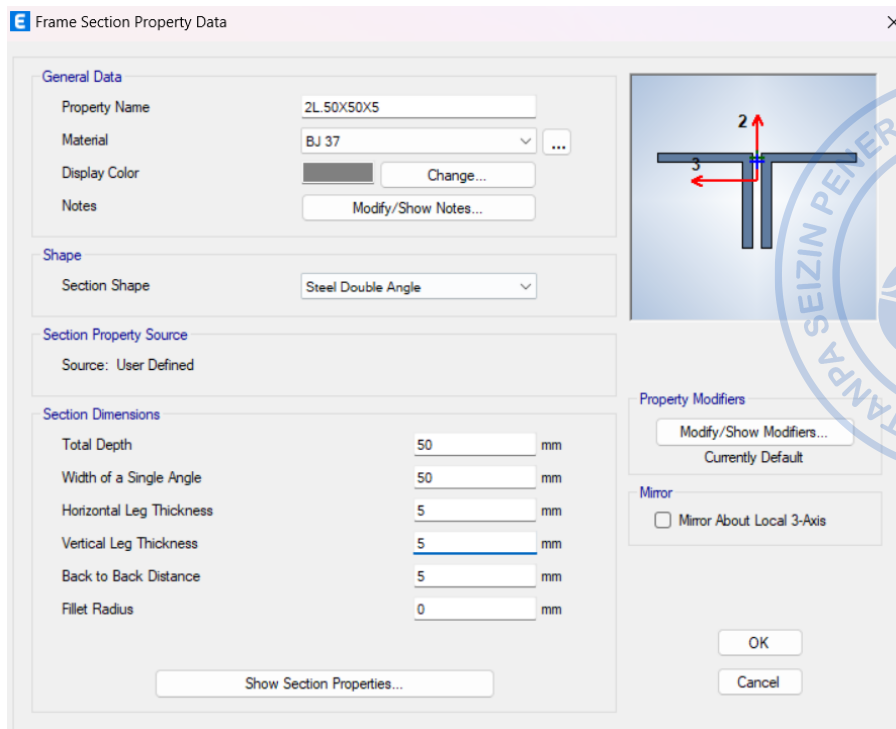 E Frame Section Property Data
General Data
Property Name 2L.50X50X5
Material BJ 37 ...
Display Color Change...
Notes Modify/Show Notes...
Shape
Section Shape Steel Double Angle
Section Property Source
Source: User Defined
Section Dimensions
Total Depth 50 mm
Width of a Single Angle 50 mm
Horizontal Leg Thickness 5 mm
Vertical Leg Thickness 5 mm
Back to Back Distance 5 mm
Fillet Radius 0 mm
Show Section Properties...
2
3
Property Modifiers
Modify/Show Modifiers...
Currently Default
Mirror
Mirror About Local 3-Axis
OK
Cancel
TANPA SEIZIN